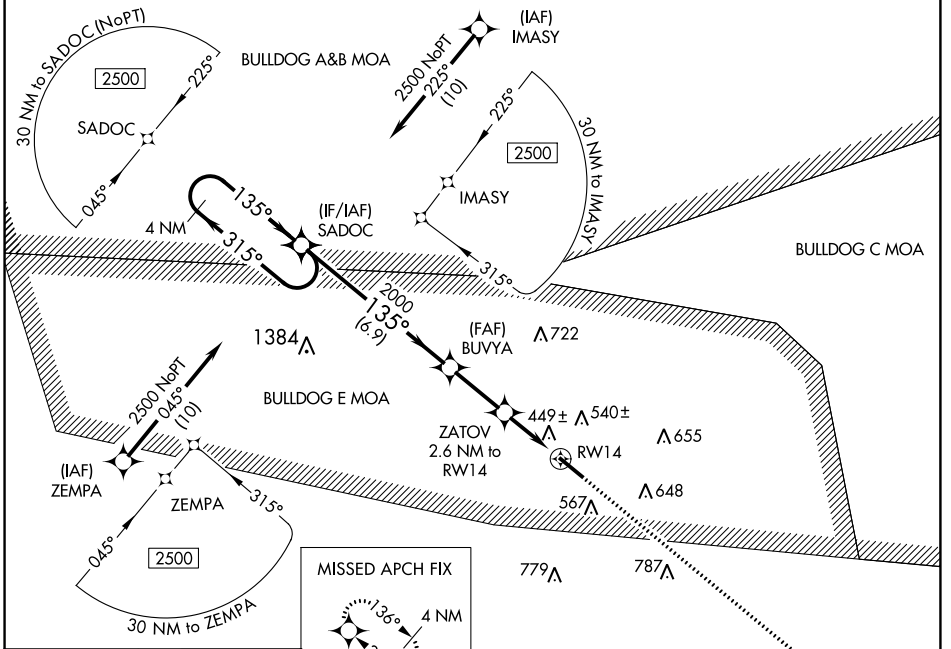 30 NM to SADOC (NoPT)
2500
225°
SADOC
045°
BULLDOG A&B MOA
(IAF)
IMASY
2500 NoPT
225°
(10)
225°
2500
IMASY
30 NM to IMASY
315°
4 NM
135°
315°
(IF/IAF)
SADOC
BULLDOG C MOA
2000
135°
(6.9)
1384
(FAF)
BUVYA
722
BULLDOG E MOA
2500 NoPT
045°
(10)
(IAF)
ZEMPA
ZATOV
2.6 NM to
RW14
449±
540±
655
RW14
648
567
ZEMPA
315°
045°
2500
30 NM to ZEMPA
779
787
MISSED APCH FIX
136°
4 NM